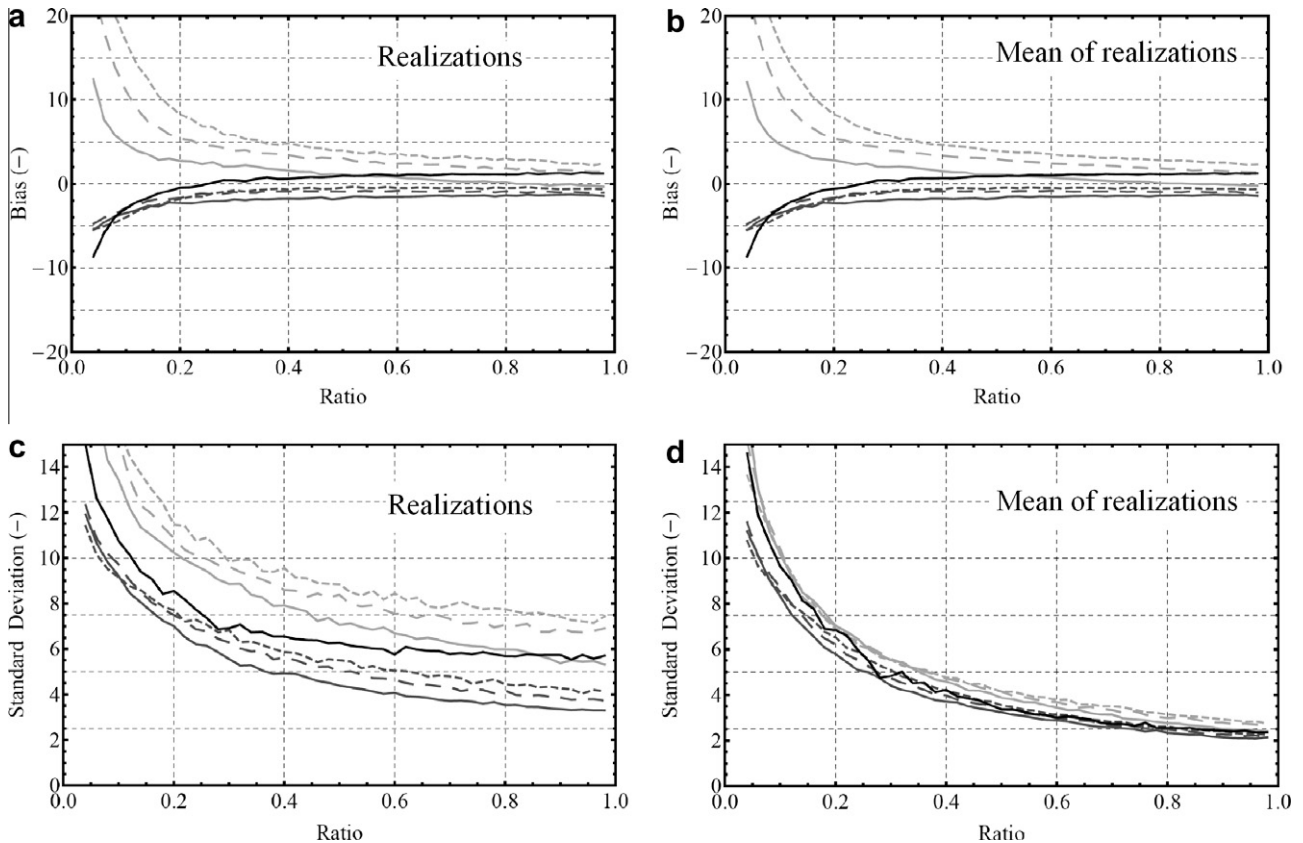 a
Realizations
Bias (−)
20
10
0
−10
−20
0.0 0.2 0.4 0.6 0.8 1.0
Ratio
b
Mean of realizations
Bias (−)
20
10
0
−10
−20
0.0 0.2 0.4 0.6 0.8 1.0
Ratio
c
Realizations
Standard Deviation (−)
14
12
10
8
6
4
2
0
0.0 0.2 0.4 0.6 0.8 1.0
Ratio
d
Mean of realizations
Standard Deviation (−)
14
12
10
8
6
4
2
0
0.0 0.2 0.4 0.6 0.8 1.0
Ratio